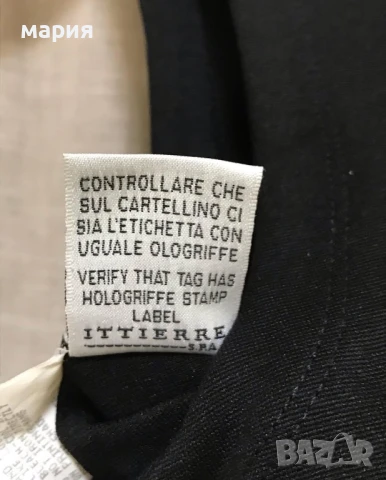 мария
CONTROLLARE CHE
SUL CARTELLINO CI
SIA L'ETICHETTA CON
UGUALE OLOGRIFFE
VERIFY THAT TAG HAS
HOLOGRIFFE STAMP
LABEL
ITTIERRE
S.P.A.
BAZAR